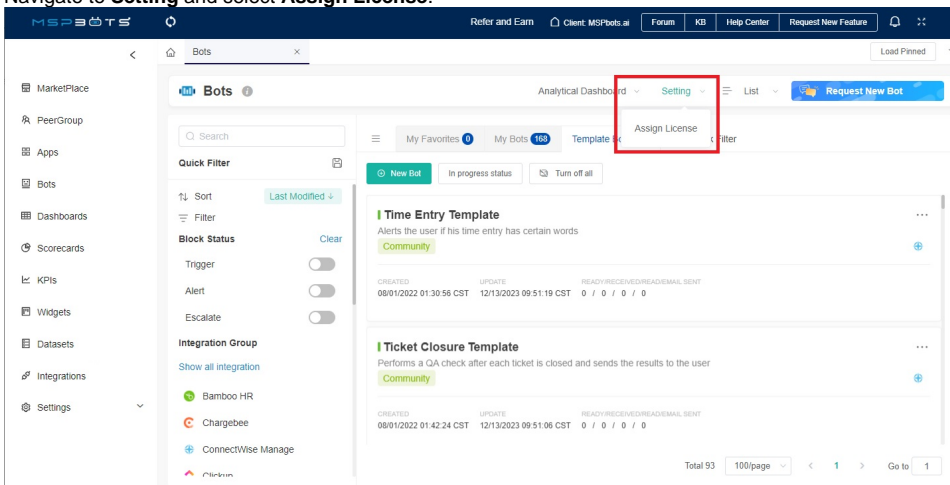 Navigate to Setting and select Assign License.
MSPBOTS
Refer and Earn Client: MSPbots.ai Forum KB Help Center Request New Feature
Bots × Load Pinned
MarketPlace
PeerGroup
Apps
Bots
Dashboards
Scorecards
KPIs
Widgets
Datasets
Integrations
Settings
Bots
Analytical Dashboard Setting List Request New Bot
Assign License
Search
Quick Filter
Sort Last Modified ↓
Filter
Block Status Clear
Trigger
Alert
Escalate
Integration Group
Show all integration
Bamboo HR
Chargebee
ConnectWise Manage
Clickup
My Favorites 0 My Bots 168 Template Filter
New Bot In progress status Turn off all
Time Entry Template
Alerts the user if his time entry has certain words
Community
CREATED UPDATE READY/RECEIVED/READ/EMAIL SENT
08/01/2022 01:30:56 CST 12/13/2023 09:51:19 CST 0 / 0 / 0 / 0
Ticket Closure Template
Performs a QA check after each ticket is closed and sends the results to the user
Community
CREATED UPDATE READY/RECEIVED/READ/EMAIL SENT
08/01/2022 01:42:24 CST 12/13/2023 09:51:06 CST 0 / 0 / 0 / 0
Total 93 100/page < 1 > Go to 1